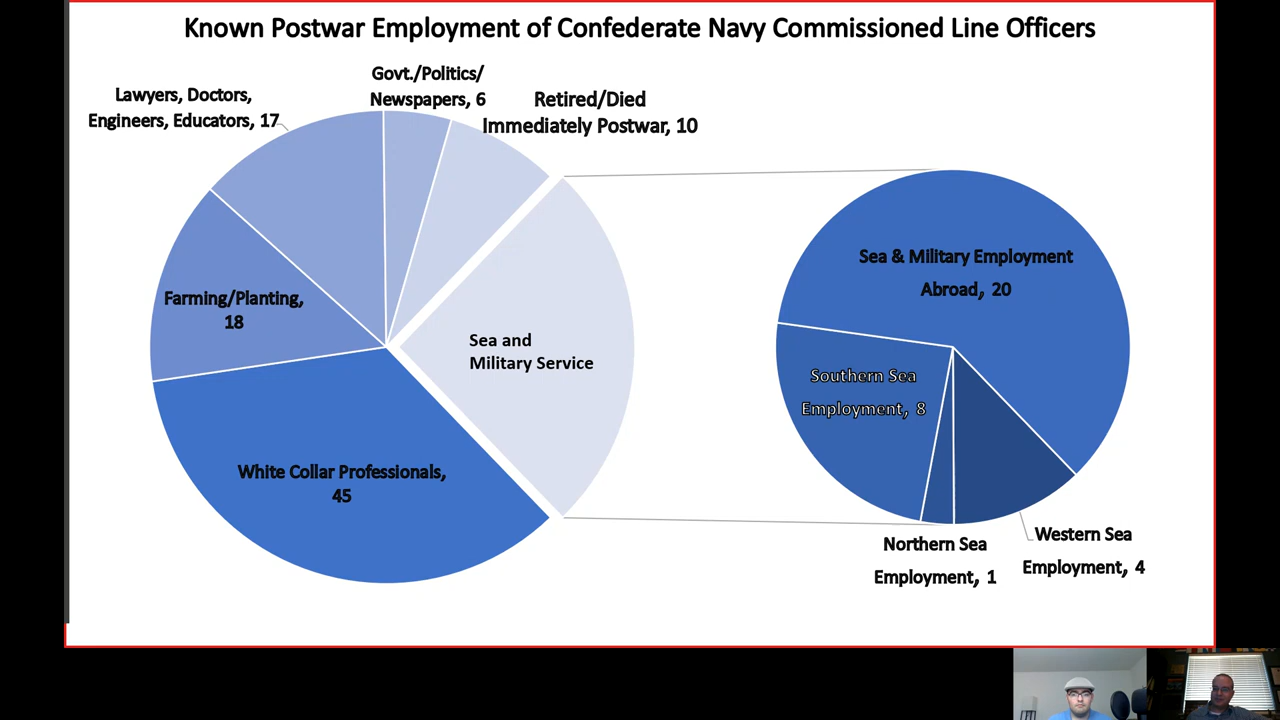 Known Postwar Employment of Confederate Navy Commissioned Line Officers
Govt./Politics/
Newspapers, 6
Lawyers, Doctors,
Engineers, Educators, 17
Retired/Died
Immediately Postwar, 10
Farming/Planting,
18
Sea and
Military Service
White Collar Professionals,
45
Sea & Military Employment
Abroad, 20
Southern Sea
Employment, 8
Northern Sea
Employment, 1
Western Sea
Employment, 4